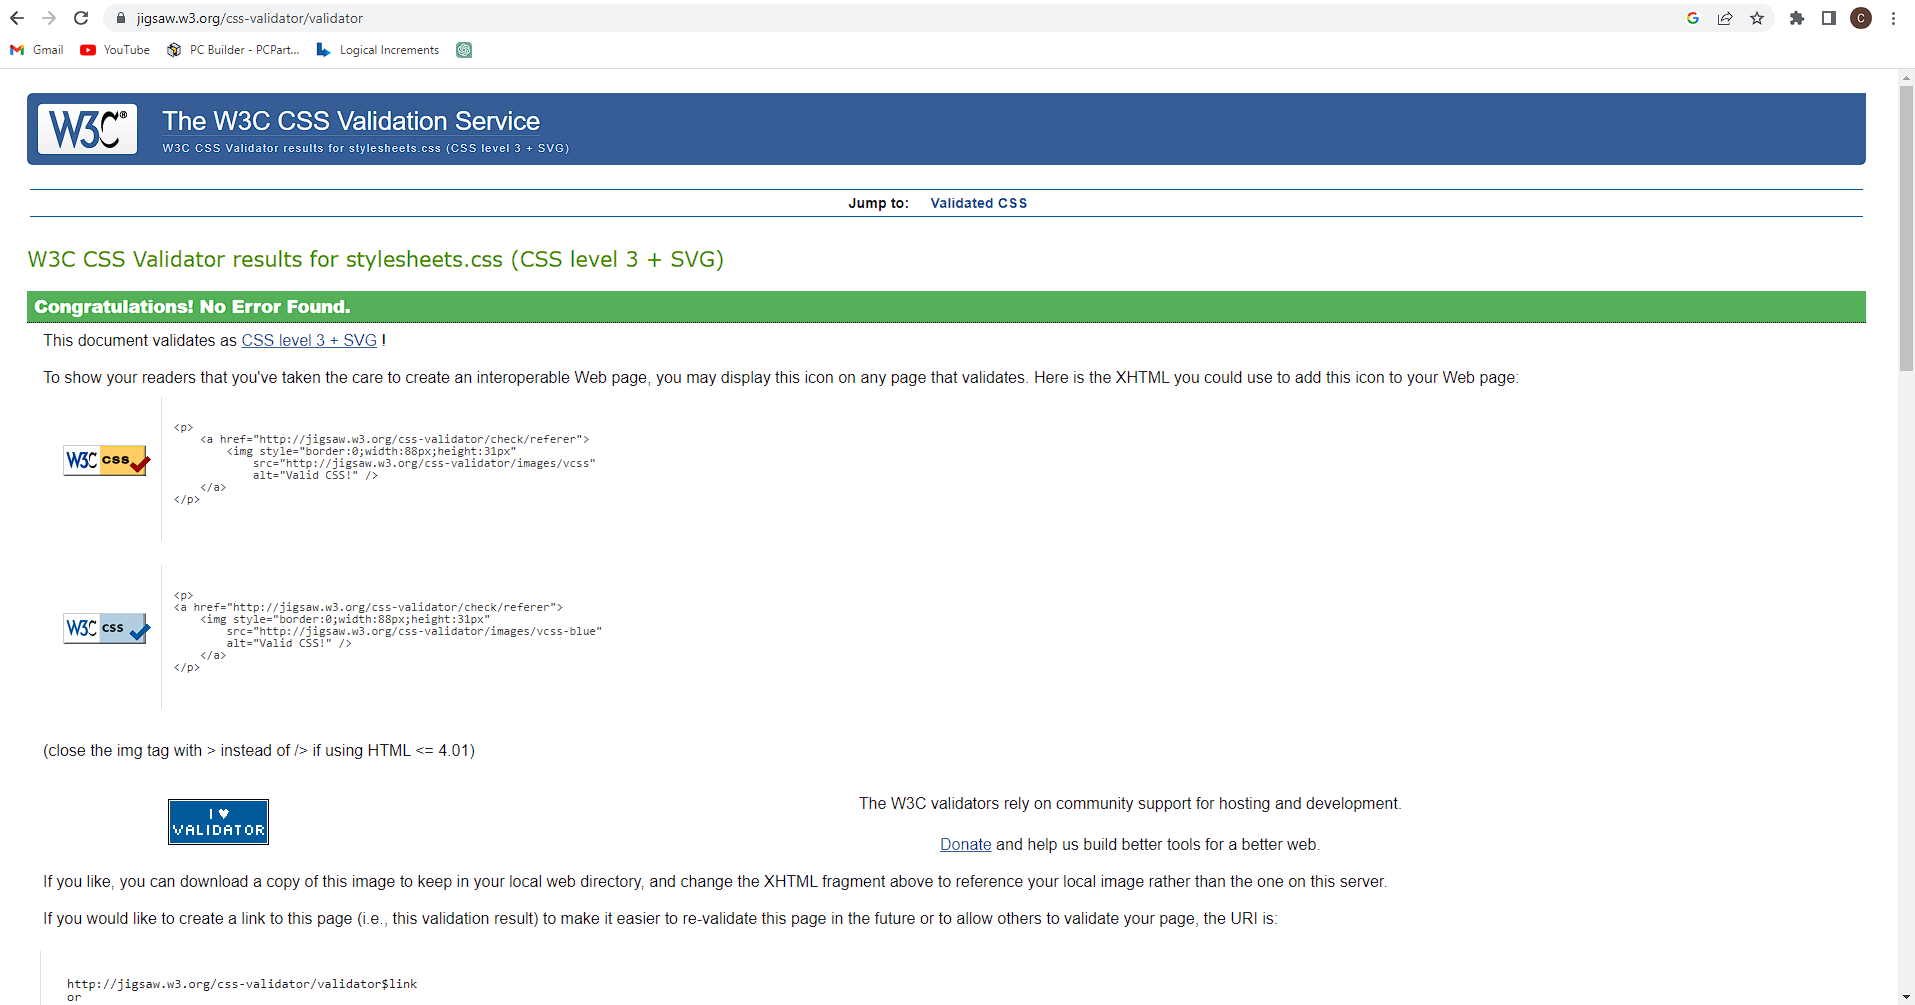 jigsaw.w3.org/css-validator/validator
C
Gmail YouTube PC Builder - PCPart... Logical Increments
W3C® The W3C CSS Validation Service
W3C CSS Validator results for stylesheets.css (CSS level 3 + SVG)
Jump to: Validated CSS
W3C CSS Validator results for stylesheets.css (CSS level 3 + SVG)
Congratulations! No Error Found.
This document validates as CSS level 3 + SVG !
To show your readers that you've taken the care to create an interoperable Web page, you may display this icon on any page that validates. Here is the XHTML you could use to add this icon to your Web page:
W3C css
<p>
<a href="http://jigsaw.w3.org/css-validator/check/referer">
<img style="border:0;width:88px;height:31px"
src="http://jigsaw.w3.org/css-validator/images/vcss"
alt="Valid CSS!" />
</a>
</p>
W3C css
<p>
<a href="http://jigsaw.w3.org/css-validator/check/referer">
<img style="border:0;width:88px;height:31px"
src="http://jigsaw.w3.org/css-validator/images/vcss-blue"
alt="Valid CSS!" />
</a>
</p>
(close the img tag with > instead of /> if using HTML <= 4.01)
I ♥
VALIDATOR
The W3C validators rely on community support for hosting and development.
Donate and help us build better tools for a better web.
If you like, you can download a copy of this image to keep in your local web directory, and change the XHTML fragment above to reference your local image rather than the one on this server.
If you would like to create a link to this page (i.e., this validation result) to make it easier to re-validate this page in the future or to allow others to validate your page, the URI is:
http://jigsaw.w3.org/css-validator/validator$link
or